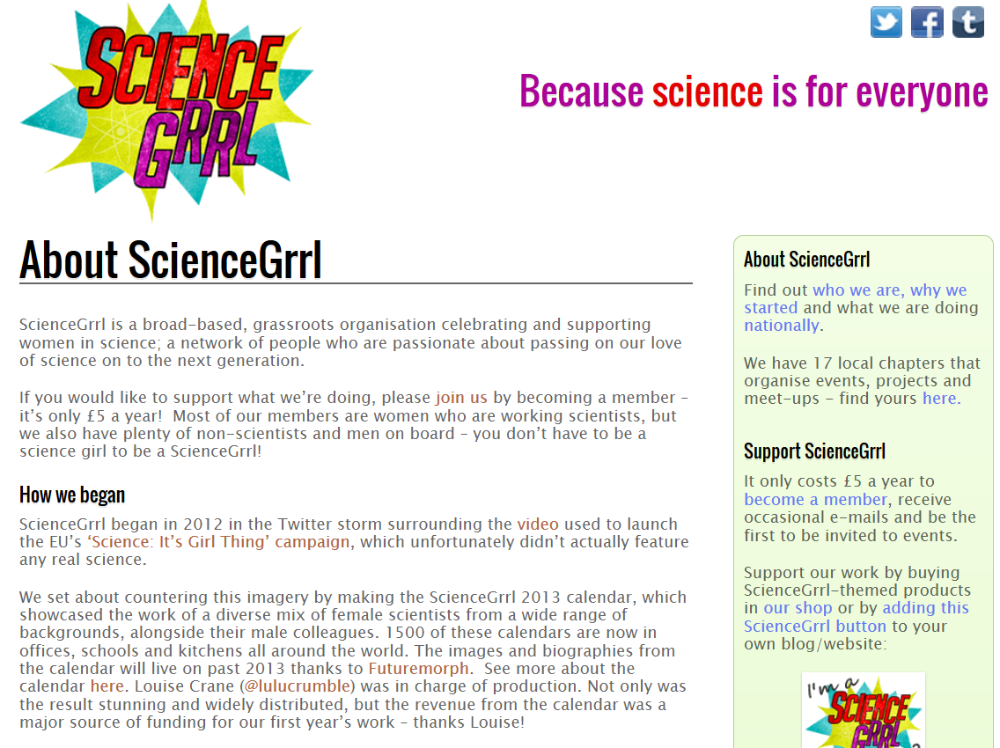 SCIENCE
GRRL
Because science is for everyone
About ScienceGrrl
ScienceGrrl is a broad-based, grassroots organisation celebrating and supporting
women in science; a network of people who are passionate about passing on our love
of science on to the next generation.
If you would like to support what we're doing, please join us by becoming a member –
it's only £5 a year!  Most of our members are women who are working scientists, but
we also have plenty of non-scientists and men on board – you don't have to be a
science girl to be a ScienceGrrl!
How we began
ScienceGrrl began in 2012 in the Twitter storm surrounding the video used to launch
the EU's ‘Science: It's Girl Thing’ campaign, which unfortunately didn't actually feature
any real science.
We set about countering this imagery by making the ScienceGrrl 2013 calendar, which
showcased the work of a diverse mix of female scientists from a wide range of
backgrounds, alongside their male colleagues. 1500 of these calendars are now in
offices, schools and kitchens all around the world. The images and biographies from
the calendar will live on past 2013 thanks to Futuremorph.  See more about the
calendar here. Louise Crane (@lulucrumble) was in charge of production. Not only was
the result stunning and widely distributed, but the revenue from the calendar was a
major source of funding for our first year's work – thanks Louise!
About ScienceGrrl
Find out who we are, why we
started and what we are doing
nationally.
We have 17 local chapters that
organise events, projects and
meet-ups – find yours here.
Support ScienceGrrl
It only costs £5 a year to
become a member, receive
occasional e-mails and be the
first to be invited to events.
Support our work by buying
ScienceGrrl-themed products
in our shop or by adding this
ScienceGrrl button to your
own blog/website:
I'm a
SCIENCE
GRRL